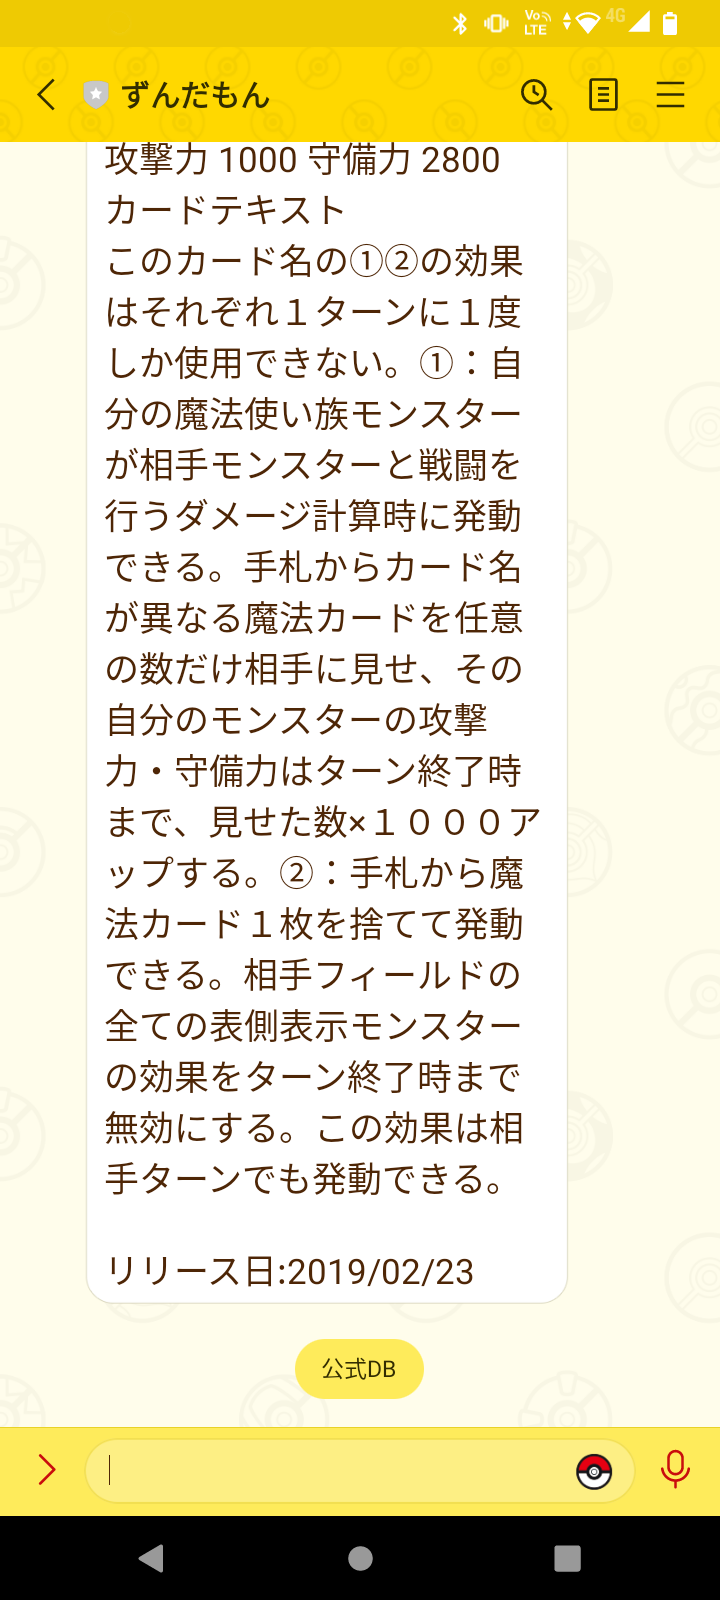 Vo LTE 4G
ずんだもん
攻撃力 1000 守備力 2800
カードテキスト
このカード名の①②の効果
はそれぞれ１ターンに１度
しか使用できない。①：自
分の魔法使い族モンスター
が相手モンスターと戦闘を
行うダメージ計算時に発動
できる。手札からカード名
が異なる魔法カードを任意
の数だけ相手に見せ、その
自分のモンスターの攻撃
力・守備力はターン終了時
まで、見せた数×１０００ア
ップする。②：手札から魔
法カード１枚を捨てて発動
できる。相手フィールドの
全ての表側表示モンスター
の効果をターン終了時まで
無効にする。この効果は相
手ターンでも発動できる。
リリース日:2019/02/23
公式DB